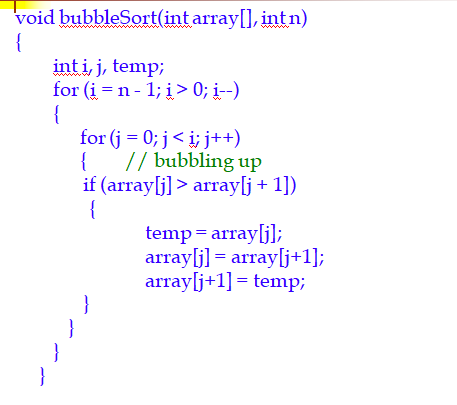 void bubbleSort(int array[], int n)
{
int i, j, temp;
for (i = n - 1; i > 0; i--)
{
for (j = 0; j < i; j++)
{ // bubbling up
if (array[j] > array[j + 1])
{
temp = array[j];
array[j] = array[j+1];
array[j+1] = temp;
}
}
}
}